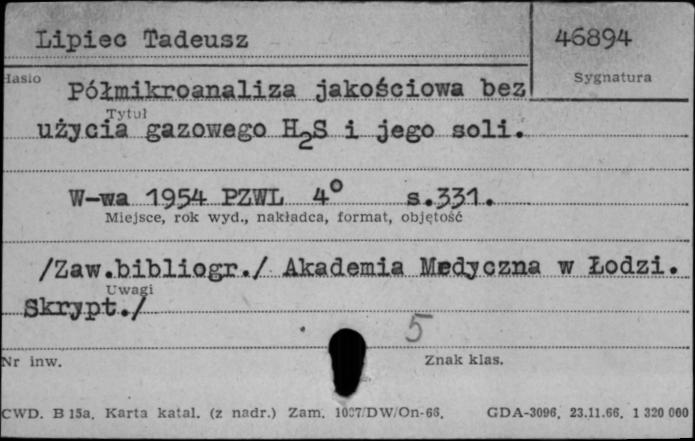 Lipiec Tadeusz 46894
Hasło Sygnatura
Półmikroanaliza jakościowa bez
Tytuł
użycia gazowego H₂S i jego soli.
W-wa 1954 PZWL 4° s.331.
Miejsce, rok wyd., nakładca, format, objętość
/Zaw.bibliogr./ Akademia Medyczna w Łodzi.
Uwagi
Skrypt./
5
Nr inw. Znak klas.
CWD. B 15a. Karta katal. (z nadr.) Zam. 1037/DW/On-66. GDA-3096, 23.11.66. 1 320 000